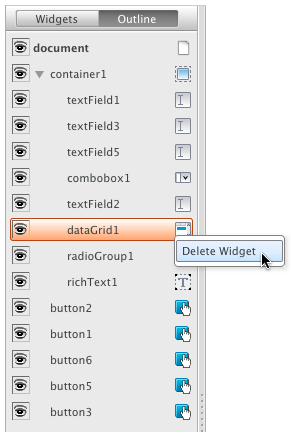 Widgets Outline
document
container1
textField1
textField3
textField5
combobox1
textField2
dataGrid1
Delete Widget
radioGroup1
richText1
button2
button1
button6
button5
button3